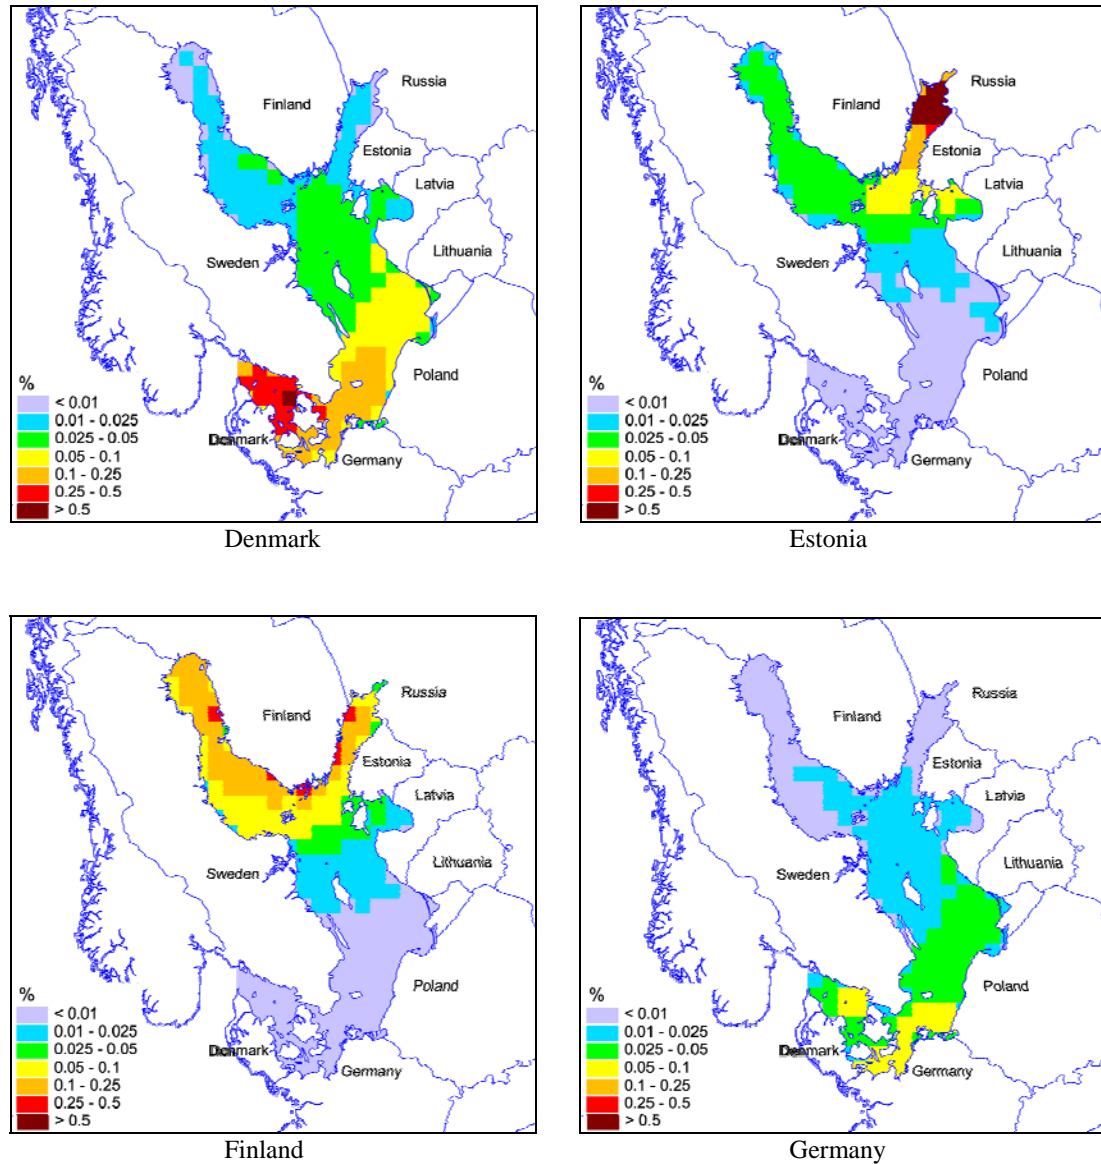 Russia
Finland
Estonia
Latvia
Lithuania
Sweden
Poland
Denmark
Germany
%
< 0.01
0.01 - 0.025
0.025 - 0.05
0.05 - 0.1
0.1 - 0.25
0.25 - 0.5
> 0.5
Denmark
Russia
Finland
Estonia
Latvia
Lithuania
Sweden
Poland
Denmark
Germany
%
< 0.01
0.01 - 0.025
0.025 - 0.05
0.05 - 0.1
0.1 - 0.25
0.25 - 0.5
> 0.5
Estonia
Russia
Finland
Estonia
Latvia
Lithuania
Sweden
Poland
Denmark
Germany
%
< 0.01
0.01 - 0.025
0.025 - 0.05
0.05 - 0.1
0.1 - 0.25
0.25 - 0.5
> 0.5
Finland
Russia
Finland
Estonia
Latvia
Lithuania
Sweden
Poland
Denmark
Germany
%
< 0.01
0.01 - 0.025
0.025 - 0.05
0.05 - 0.1
0.1 - 0.25
0.25 - 0.5
> 0.5
Germany